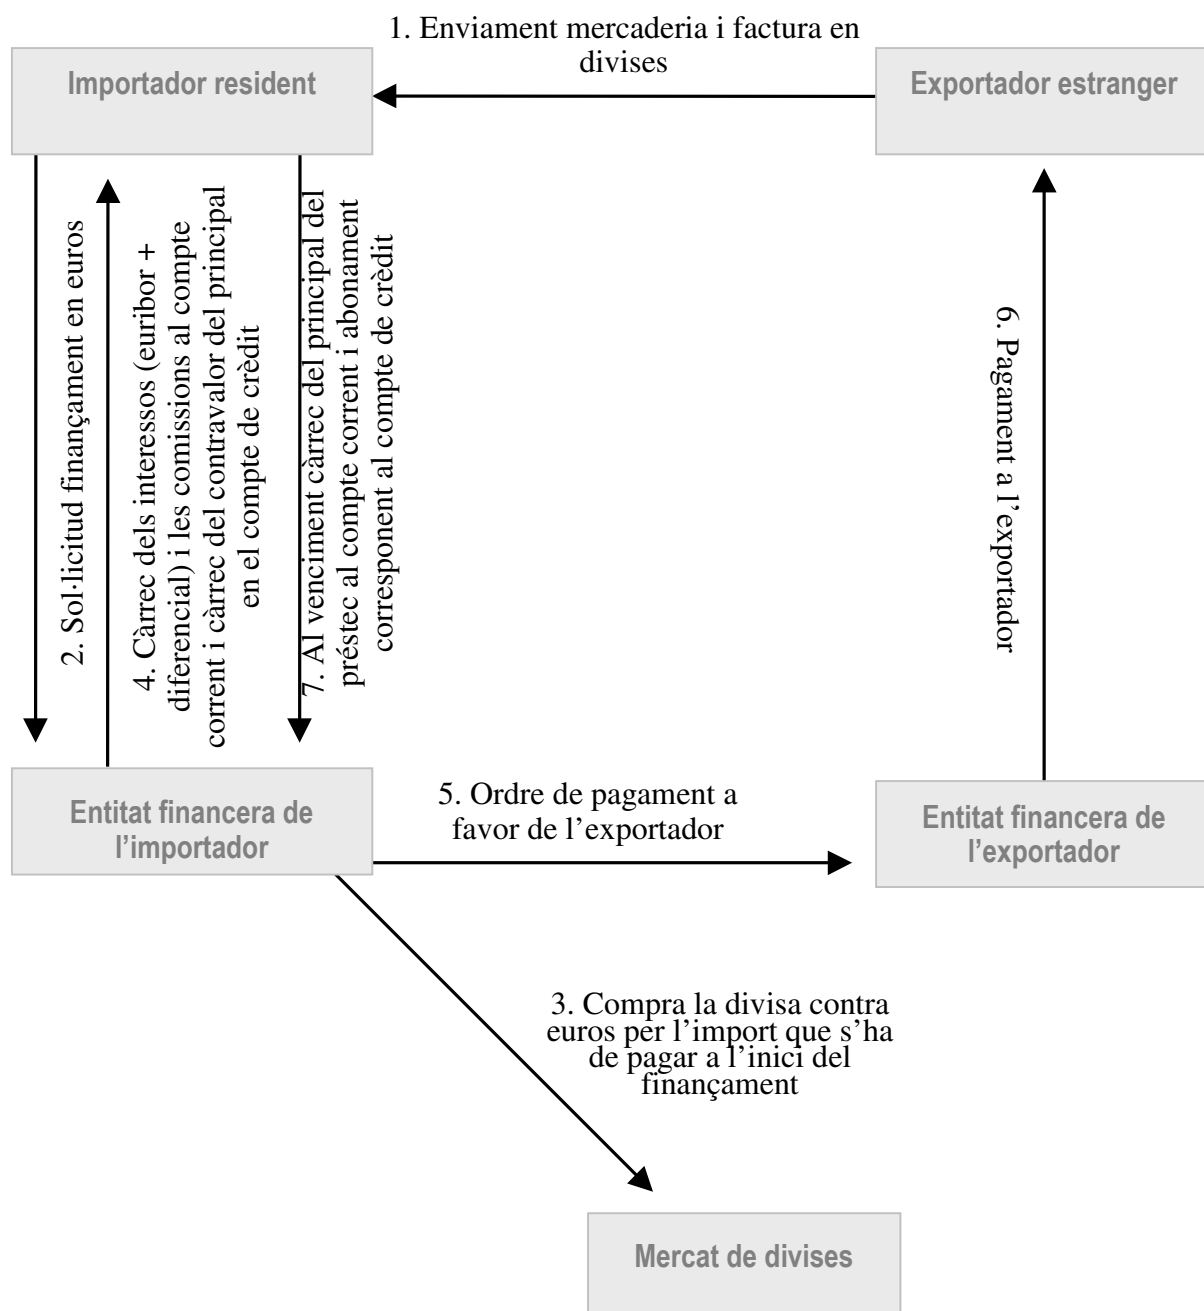 1. Enviament mercaderia i factura en
divises
Importador resident
Exportador estranger
2. Sol·licitud finançament en euros
4. Càrrec dels interessos (euribor +
diferencial) i les comissions al compte
corrent i càrrec del contravalor del principal
en el compte de crèdit
7. Al venciment càrrec del principal del
préstec al compte corrent i abonament
corresponent al compte de crèdit
6. Pagament a l’exportador
Entitat financera de
l’importador
5. Ordre de pagament a
favor de l’exportador
Entitat financera de
l’exportador
3. Compra la divisa contra
euros per l’import que s’ha
de pagar a l’inici del
finançament
Mercat de divises